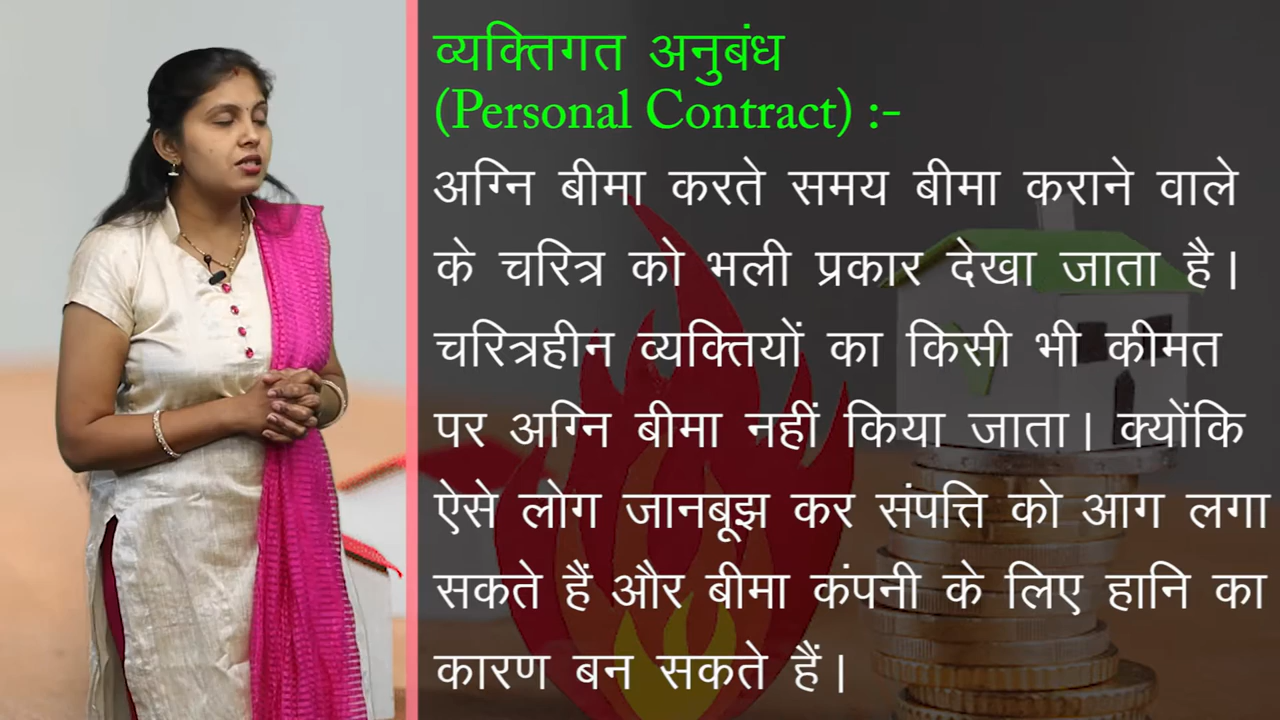 व्यक्तिगत अनुबंध
(Personal Contract) :-
अग्नि बीमा करते समय बीमा कराने वाले
के चरित्र को भली प्रकार देखा जाता है।
चरित्रहीन व्यक्तियों का किसी भी कीमत
पर अग्नि बीमा नहीं किया जाता। क्योंकि
ऐसे लोग जानबूझ कर संपत्ति को आग लगा
सकते हैं और बीमा कंपनी के लिए हानि का
कारण बन सकते हैं।